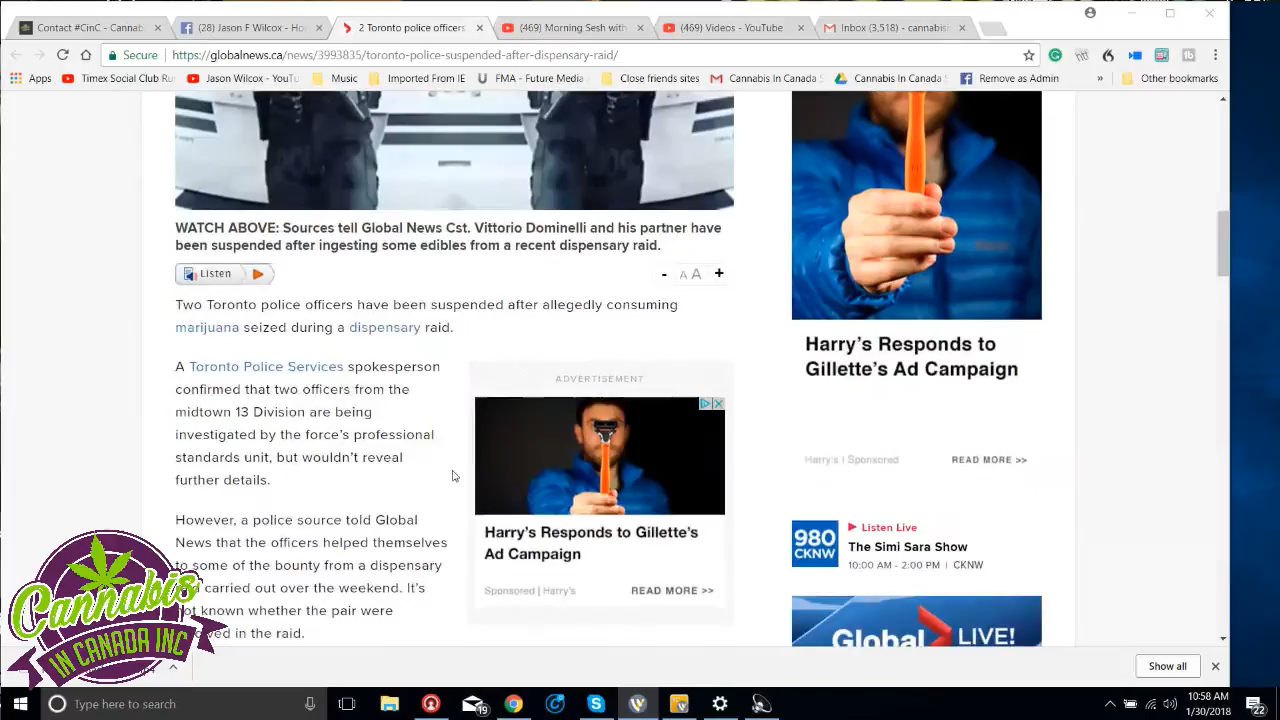 Contact #CinC - Cannab
(28) Jason F Wilcox - Ho
2 Toronto police officers
(469) Morning Sesh with
(469) Videos - YouTube
Inbox (3,518) - cannabis
Secure
https://globalnews.ca/news/3993835/toronto-police-suspended-after-dispensary-raid/
Apps
Timex Social Club Ru
Jason Wilcox - YouTu
Music
Imported From IE
FMA - Future Media
Close friends sites
Cannabis In Canada
Cannabis In Canada
Remove as Admin
»
Other bookmarks
WATCH ABOVE: Sources tell Global News Cst. Vittorio Dominelli and his partner have
been suspended after ingesting some edibles from a recent dispensary raid.
Listen
- A A +
Two Toronto police officers have been suspended after allegedly consuming
marijuana seized during a dispensary raid.
A Toronto Police Services spokesperson
confirmed that two officers from the
midtown 13 Division are being
investigated by the force's professional
standards unit, but wouldn't reveal
further details.
However, a police source told Global
News that the officers helped themselves
to some of the bounty from a dispensary
carried out over the weekend. It's
not known whether the pair were
in the raid.
ADVERTISEMENT
Harry's Responds to Gillette's
Ad Campaign
Sponsored | Harry's
READ MORE >>
Harry's Responds to
Gillette's Ad Campaign
Harry's | Sponsored
READ MORE >>
980
CKNW
Listen Live
The Simi Sara Show
10:00 AM - 2:00 PM | CKNW
Global LIVE!
Cannabis
IN CANADA INC
Show all
Type here to search
19
10:58 AM
1/30/2018
22